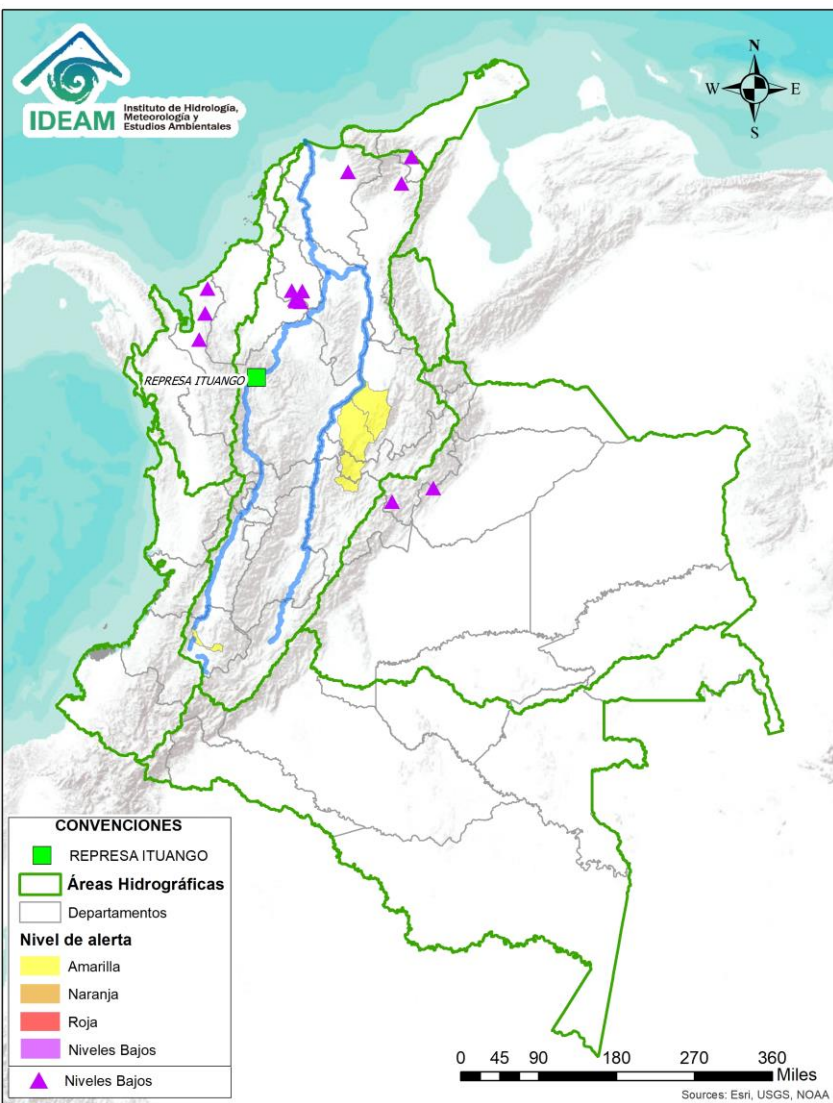 IDEAM
Instituto de Hidrología,
Meteorología y
Estudios Ambientales
N
W
E
S
REPRESA ITUANGO
CONVENCIONES
REPRESA ITUANGO
Áreas Hidrográficas
Departamentos
Nivel de alerta
Amarilla
Naranja
Roja
Niveles Bajos
Niveles Bajos
0 45 90 180 270 360
Miles
Sources: Esri, USGS, NOAA